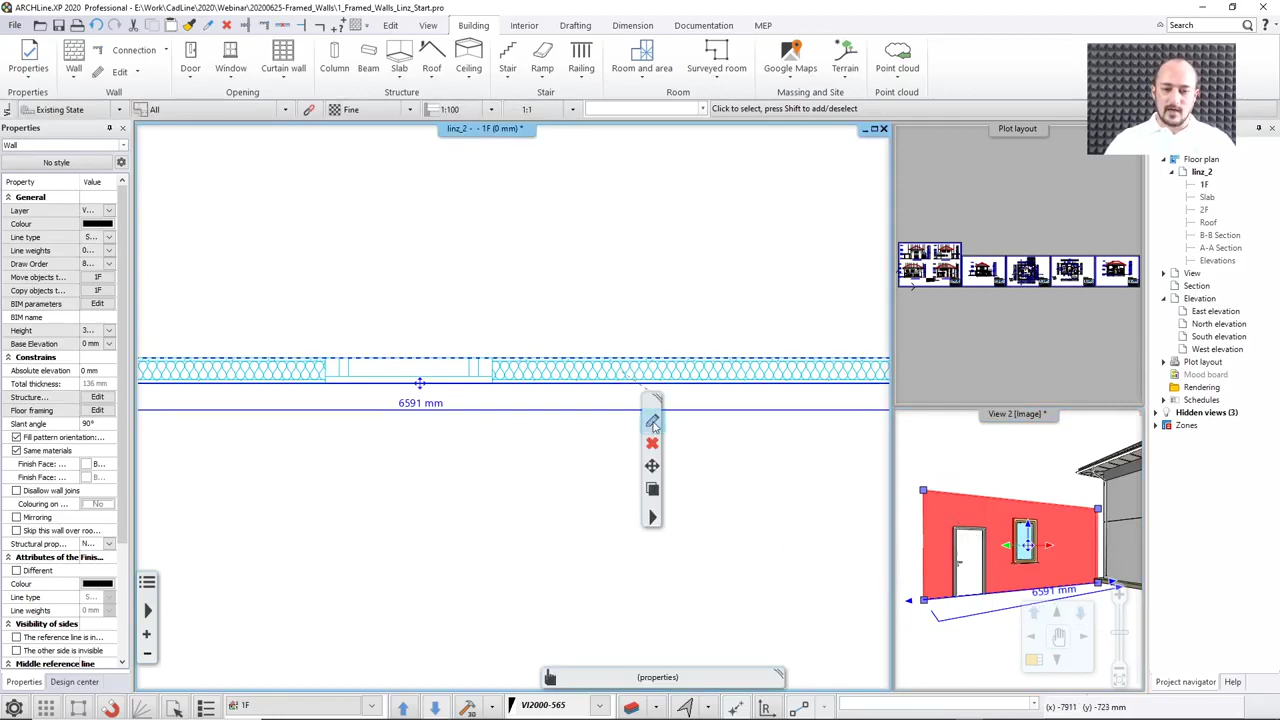 ARCHLine.XP 2020  Professional - E:\Work\CadLine\Webinar\20200625-Framed_Walls\1_Framed_Walls_Linz_Start.pro
Edit View Building Interior Drafting Dimension Documentation MEP Search
Properties Wall Connection Edit Door Window Curtain wall Column Beam Slab Roof Ceiling Stair Ramp Railing Room and area Surveyed room Google Maps Terrain Point cloud
Properties Wall Opening Structure Stair Room Massing and Site Point cloud
Existing State All Fine 1:100 1:1 Click to select, press Shift to add/deselect
Properties
Wall
No style
Property Value
General
Layer V...
Colour
Line type S...
Line weights 0...
Draw Order 8...
Move objects t... 1F
Copy objects t... 1F
BIM parameters Edit
BIM name
Height 3...
Base Elevation 0 mm
Constrains
Absolute elevation 0 mm
Total thickness: 136 mm
Structure... Edit
Floor framing Edit
Slant angle 90°
Fill pattern orientation:...
Same materials
Finish Face: ... B...
Finish Face: ... B...
Disallow wall joins
Colouring on ... No
Mirroring
Skip this wall over roo...
Structural prop... N...
Attributes of the Finis...
Different
Colour
Line type S...
Line weights 0 mm
Visibility of sides
The reference line is in...
The other side is invisible
Middle reference line
Properties Design center
linz_2 - - 1F (0 mm) *
6591 mm
(properties)
Plot layout
View 2 [Image] *
6591 mm
Floor plan
linz_2
1F
Slab
2F
Roof
B-B Section
A-A Section
Elevations
View
Section
Elevation
East elevation
North elevation
South elevation
West elevation
Plot layout
Mood board
Rendering
Schedules
Hidden views (3)
Zones
Project navigator Help
1F VI2000-565 (x) -7911 (y) -723 mm